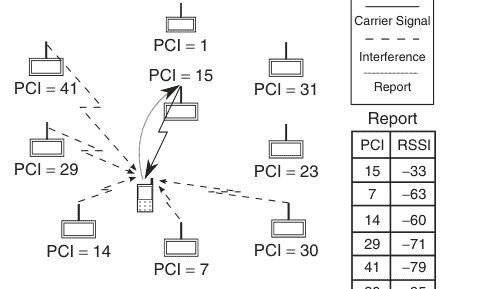 PCI = 1
PCI = 15
PCI = 41
PCI = 31
PCI = 29
PCI = 23
PCI = 14
PCI = 7
PCI = 30
Carrier Signal
Interference
Report
Report
PCI RSSI
15 –33
7 –63
14 –60
29 –71
41 –79